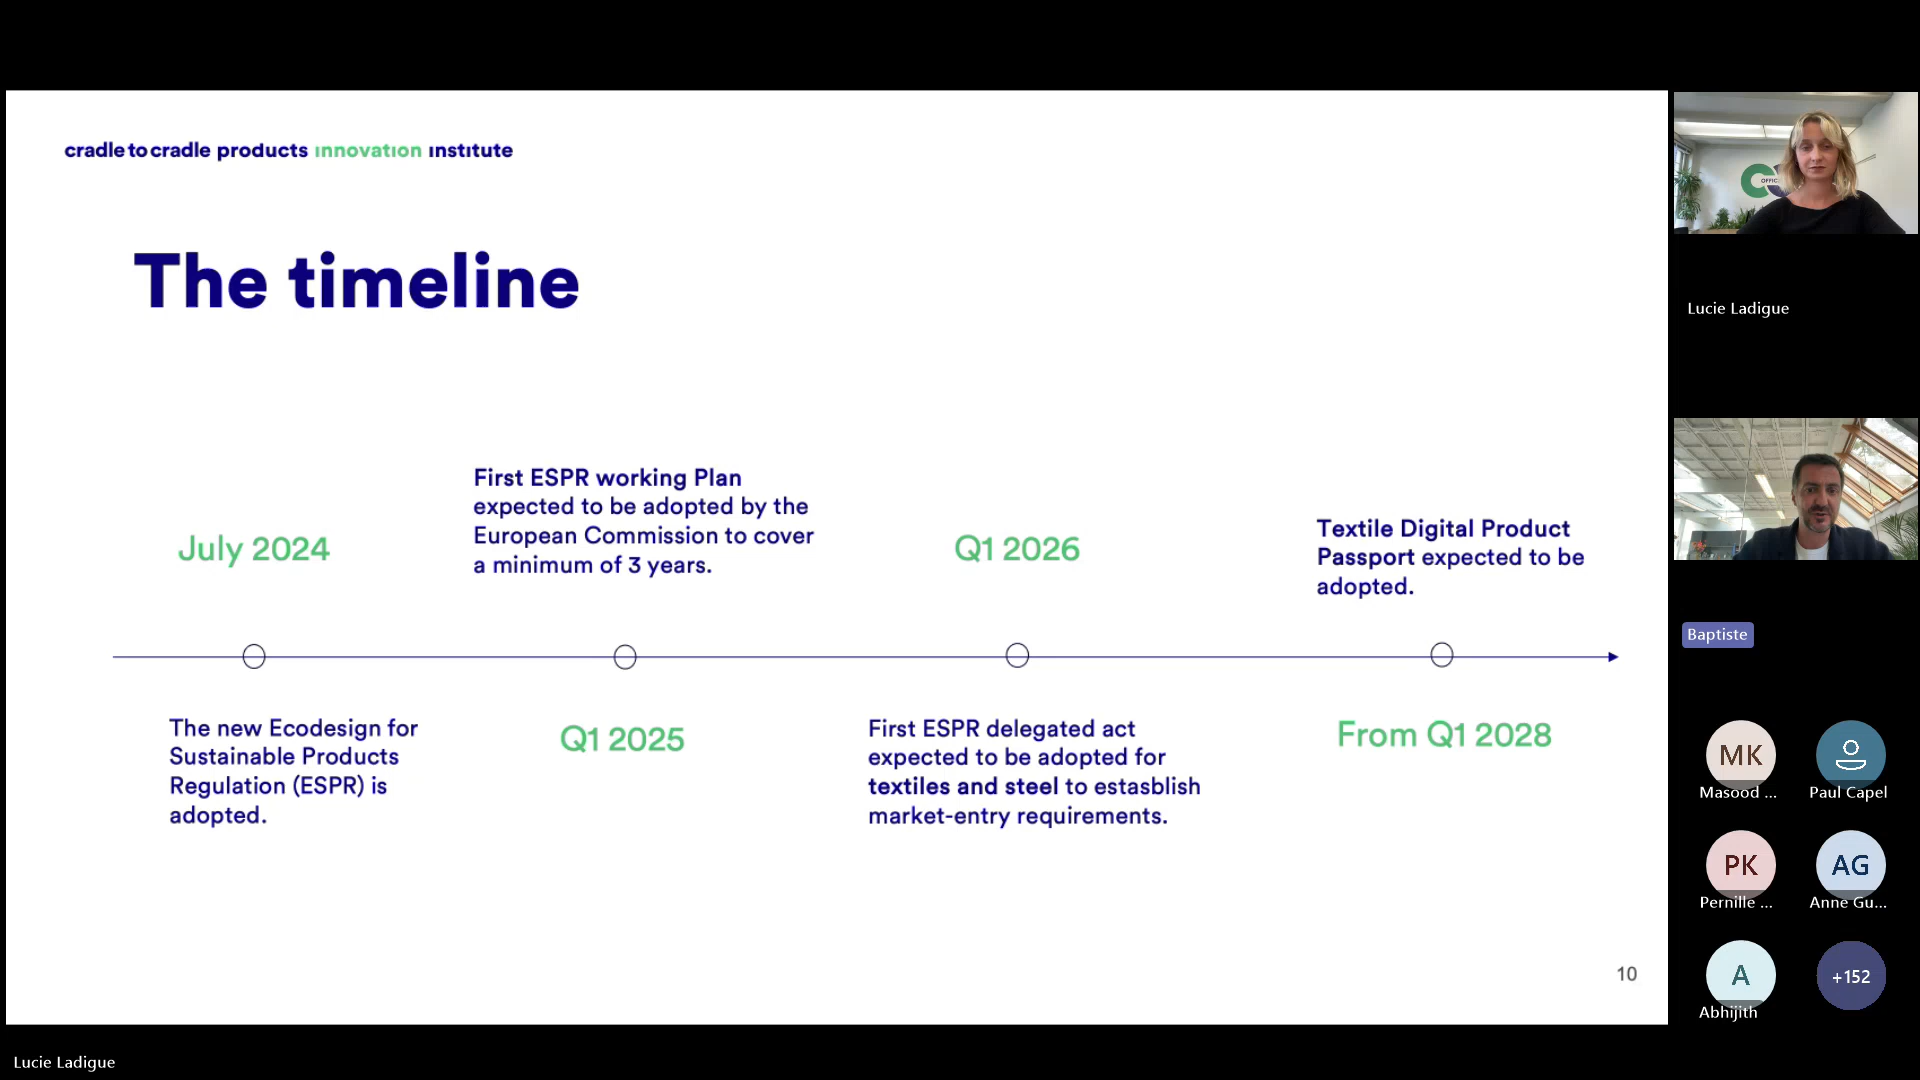 cradle to cradle products innovation institute
The timeline
July 2024
The new Ecodesign for
Sustainable Products
Regulation (ESPR) is
adopted.
First ESPR working Plan
expected to be adopted by the
European Commission to cover
a minimum of 3 years.
Q1 2025
Q1 2026
First ESPR delegated act
expected to be adopted for
textiles and steel to estasblish
market-entry requirements.
Textile Digital Product
Passport expected to be
adopted.
From Q1 2028
10
Lucie Ladigue
OFFIC
Lucie Ladigue
Baptiste
MK
Masood ...
Paul Capel
PK
Pernille ...
AG
Anne Gu...
A
Abhijith
+152